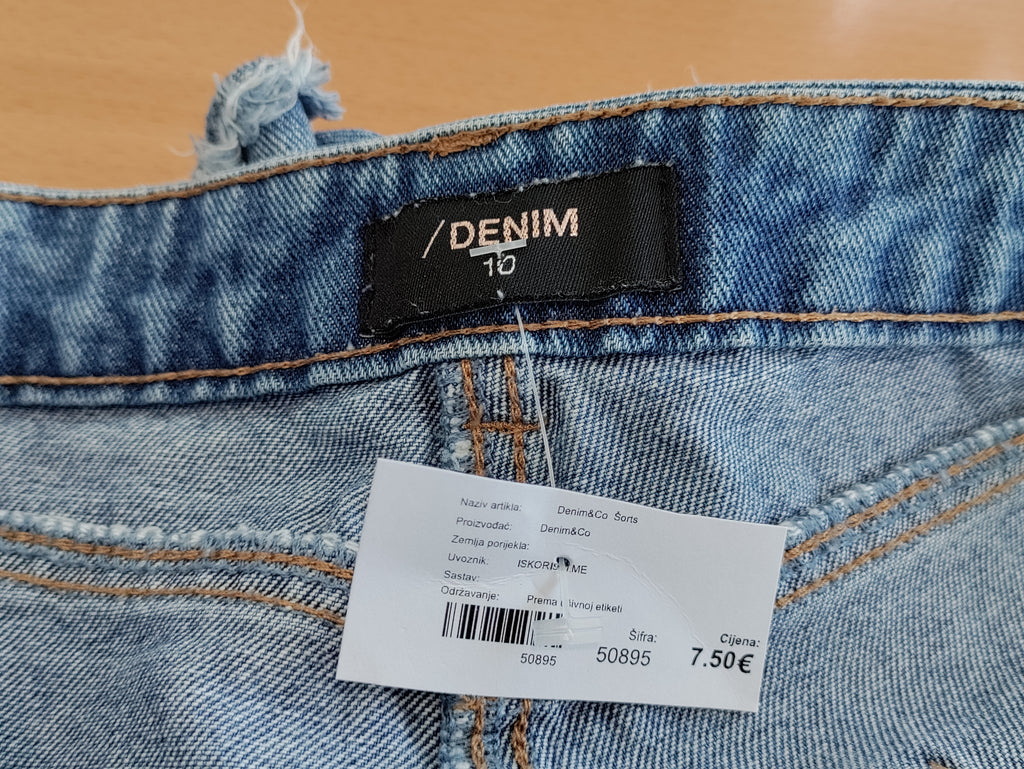 /DENIM
10
Naziv artikla: Denim&Co Šorts
Proizvođač: Denim&Co
Zemlja porijekla:
Uvoznik: .ME
Sastav:
Održavanje: Prema etiketi
50895
Šifra:
50895
Cijena:
7.50€